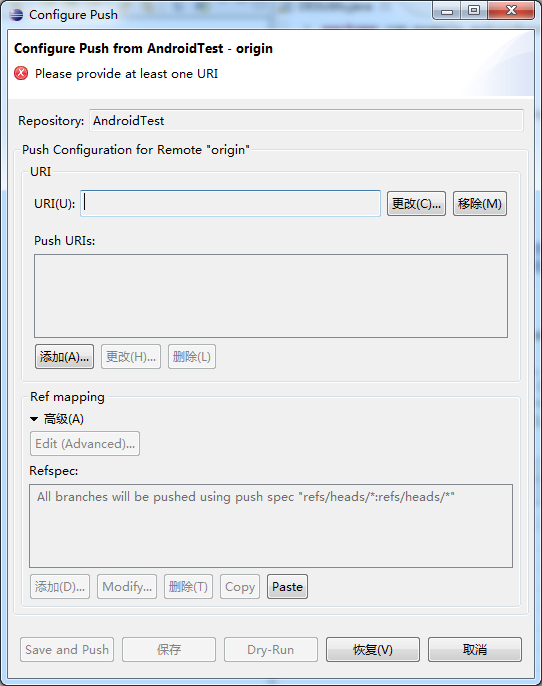 Configure Push
Configure Push from AndroidTest - origin
Please provide at least one URI
Repository: AndroidTest
Push Configuration for Remote "origin"
URI
URI(U): 更改(C)... 移除(M)
Push URIs:
添加(A)... 更改(H)... 删除(L)
Ref mapping
高级(A)
Edit (Advanced)...
Refspec:
All branches will be pushed using push spec "refs/heads/*:refs/heads/*"
添加(D)... Modify... 删除(T) Copy Paste
Save and Push 保存 Dry-Run 恢复(V) 取消